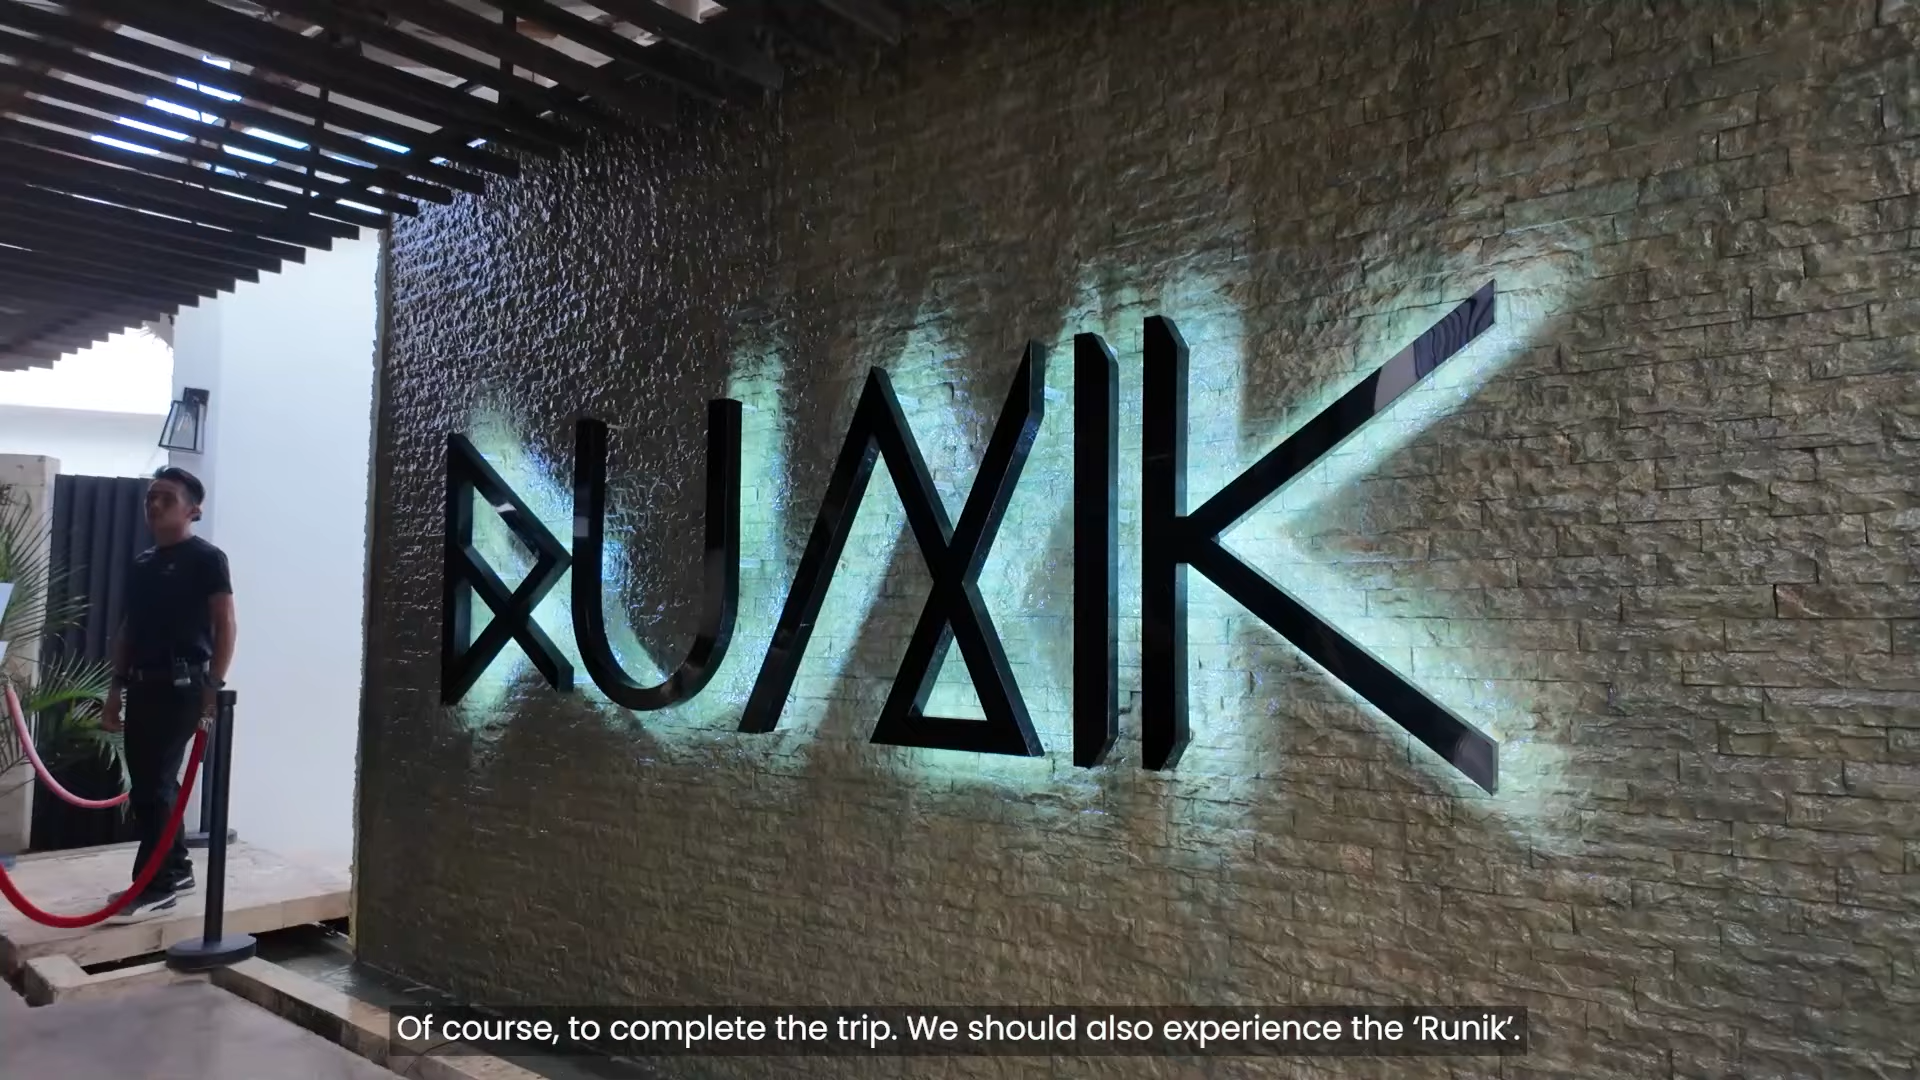 RUNIK
Of course, to complete the trip. We should also experience the ‘Runik’.